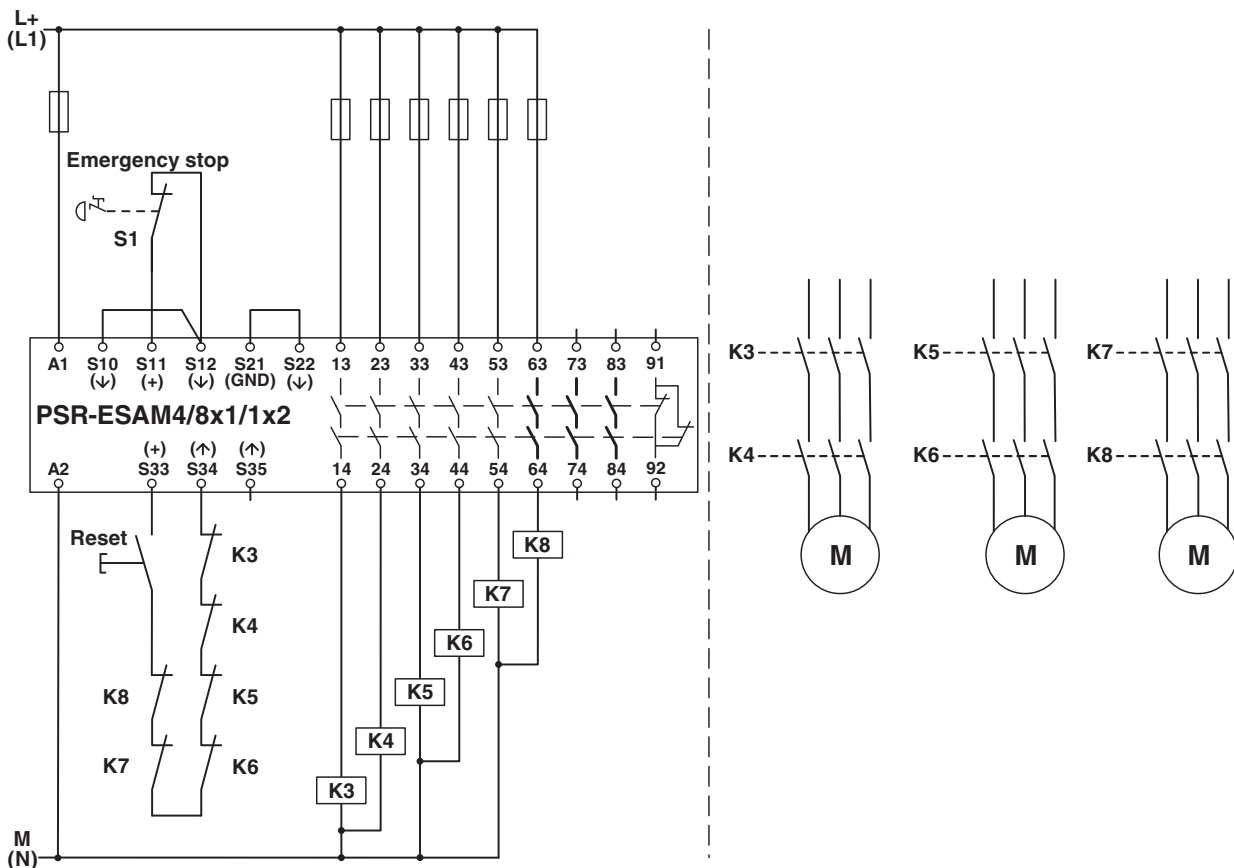 L+
(L1)
Emergency stop
S1
A1 S10 S11 S12 S21 S22 13 23 33 43 53 63 73 83 91
(↓) (+) (↓) (GND) (↓)
PSR-ESAM4/8x1/1x2
(+) (↑) (↑)
A2 S33 S34 S35 14 24 34 44 54 64 74 84 92
Reset
K3
K4
K8 K5
K7 K6
K8
K7
K6
K5
K4
K3
M
(N)
K3 K5 K7
K4 K6 K8
M M M